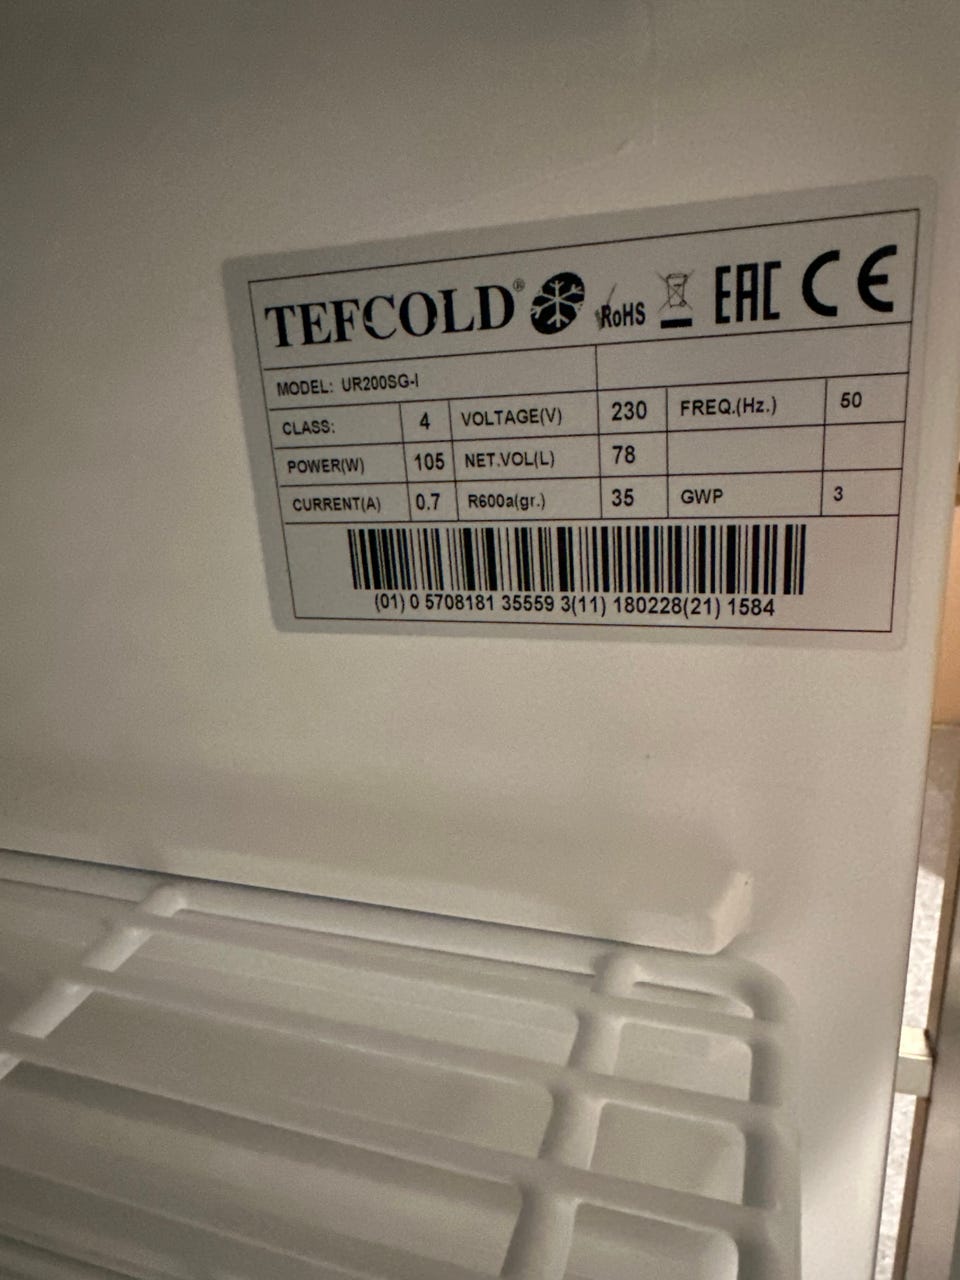 TEFCOLD® RoHS EAC CE
MODEL: UR200SG-I
CLASS: 4 VOLTAGE(V) 230 FREQ.(Hz.) 50
POWER(W) 105 NET.VOL(L) 78
CURRENT(A) 0.7 R600a(gr.) 35 GWP 3
(01) 0 5708181 35559 3(11) 180228(21) 1584